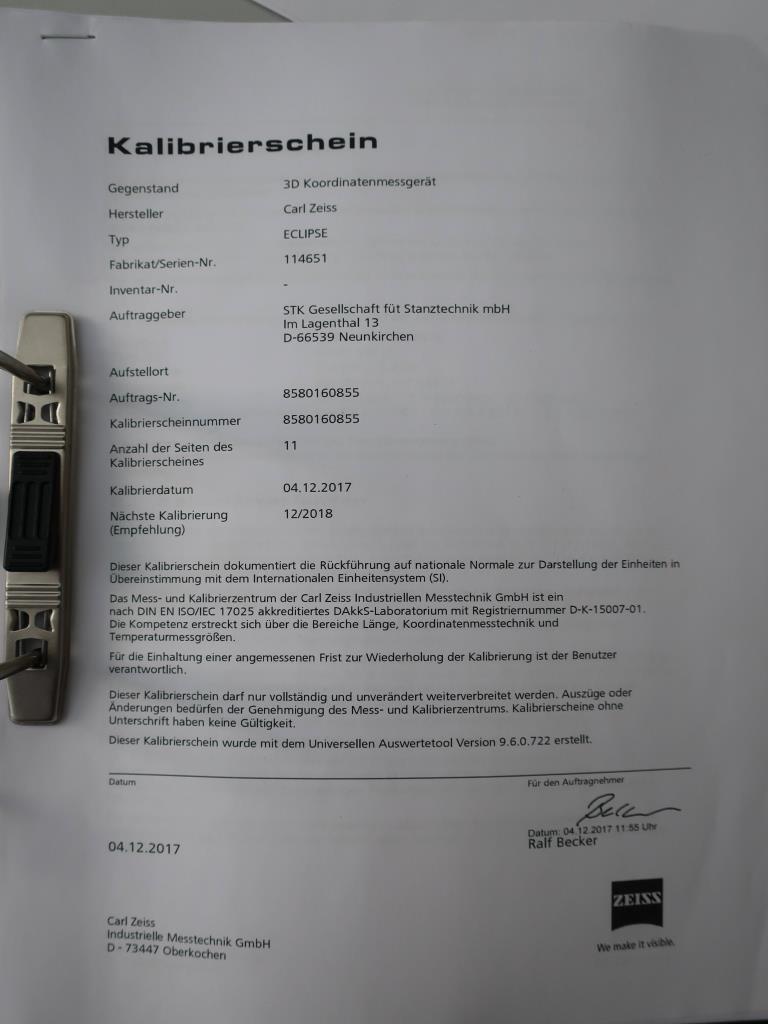 Kalibrierschein
Gegenstand 3D Koordinatenmessgerät
Hersteller Carl Zeiss
Typ ECLIPSE
Fabrikat/Serien-Nr. 114651
Inventar-Nr. -
Auftraggeber STK Gesellschaft füt Stanztechnik mbH
Im Lagenthal 13
D-66539 Neunkirchen
Aufstellort
Auftrags-Nr. 8580160855
Kalibrierscheinnummer 8580160855
Anzahl der Seiten des 11
Kalibrierscheines
Kalibrierdatum 04.12.2017
Nächste Kalibrierung 12/2018
(Empfehlung)
Dieser Kalibrierschein dokumentiert die Rückführung auf nationale Normale zur Darstellung der Einheiten in
Übereinstimmung mit dem Internationalen Einheitensystem (SI).
Das Mess- und Kalibrierzentrum der Carl Zeiss Industriellen Messtechnik GmbH ist ein
nach DIN EN ISO/IEC 17025 akkreditiertes DAkkS-Laboratorium mit Registriernummer D-K-15007-01.
Die Kompetenz erstreckt sich über die Bereiche Länge, Koordinatenmesstechnik und
Temperaturmessgrößen.
Für die Einhaltung einer angemessenen Frist zur Wiederholung der Kalibrierung ist der Benutzer
verantwortlich.
Dieser Kalibrierschein darf nur vollständig und unverändert weiterverbreitet werden. Auszüge oder
Änderungen bedürfen der Genehmigung des Mess- und Kalibrierzentrums. Kalibrierscheine ohne
Unterschrift haben keine Gültigkeit.
Dieser Kalibrierschein wurde mit dem Universellen Auswertetool Version 9.6.0.722 erstellt.
Datum Für den Auftragnehmer
Datum: 04.12.2017 11:55 Uhr
04.12.2017 Ralf Becker
ZEISS
We make it visible.
Carl Zeiss
Industrielle Messtechnik GmbH
D - 73447 Oberkochen